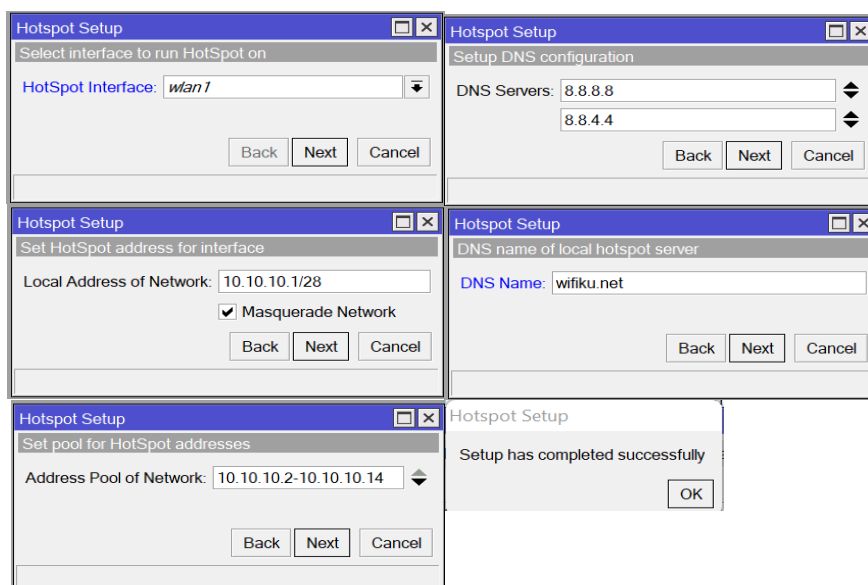 Hotspot Setup
Select interface to run HotSpot on
HotSpot Interface: wlan1
Back Next Cancel
Hotspot Setup
Set HotSpot address for interface
Local Address of Network: 10.10.10.1/28
Masquerade Network
Back Next Cancel
Hotspot Setup
Set pool for HotSpot addresses
Address Pool of Network: 10.10.10.2-10.10.10.14
Back Next Cancel
Hotspot Setup
Setup DNS configuration
DNS Servers: 8.8.8.8
8.8.4.4
Back Next Cancel
Hotspot Setup
DNS name of local hotspot server
DNS Name: wifiku.net
Back Next Cancel
Hotspot Setup
Setup has completed successfully
OK